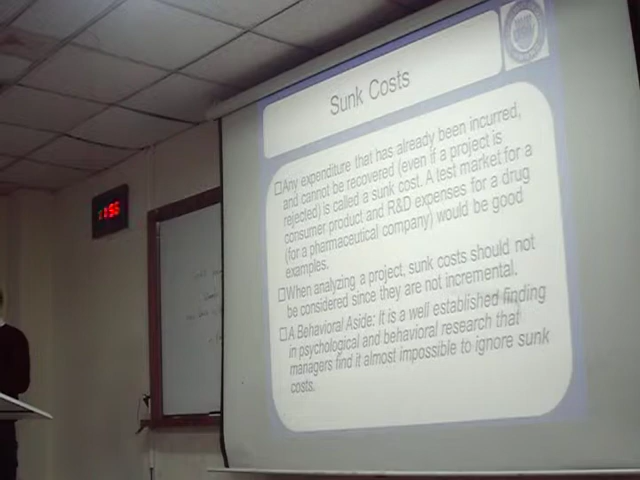 Sunk Costs
Any expenditure that has already been incurred,
and cannot be recovered (even if a project is
rejected) is called a sunk cost. A test market for a
consumer product and R&D expenses for a drug
(for a pharmaceutical company) would be good
examples.
When analyzing a project, sunk costs should not
be considered since they are not incremental.
A Behavioral Aside: It is a well established finding
in psychological and behavioral research that
managers find it almost impossible to ignore sunk
costs.